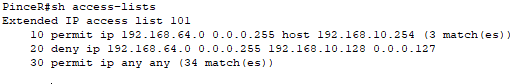 PinceR#sh access-lists
Extended IP access list 101
10 permit ip 192.168.64.0 0.0.0.255 host 192.168.10.254 (3 match(es))
20 deny ip 192.168.64.0 0.0.0.255 192.168.10.128 0.0.0.127
30 permit ip any any (34 match(es))